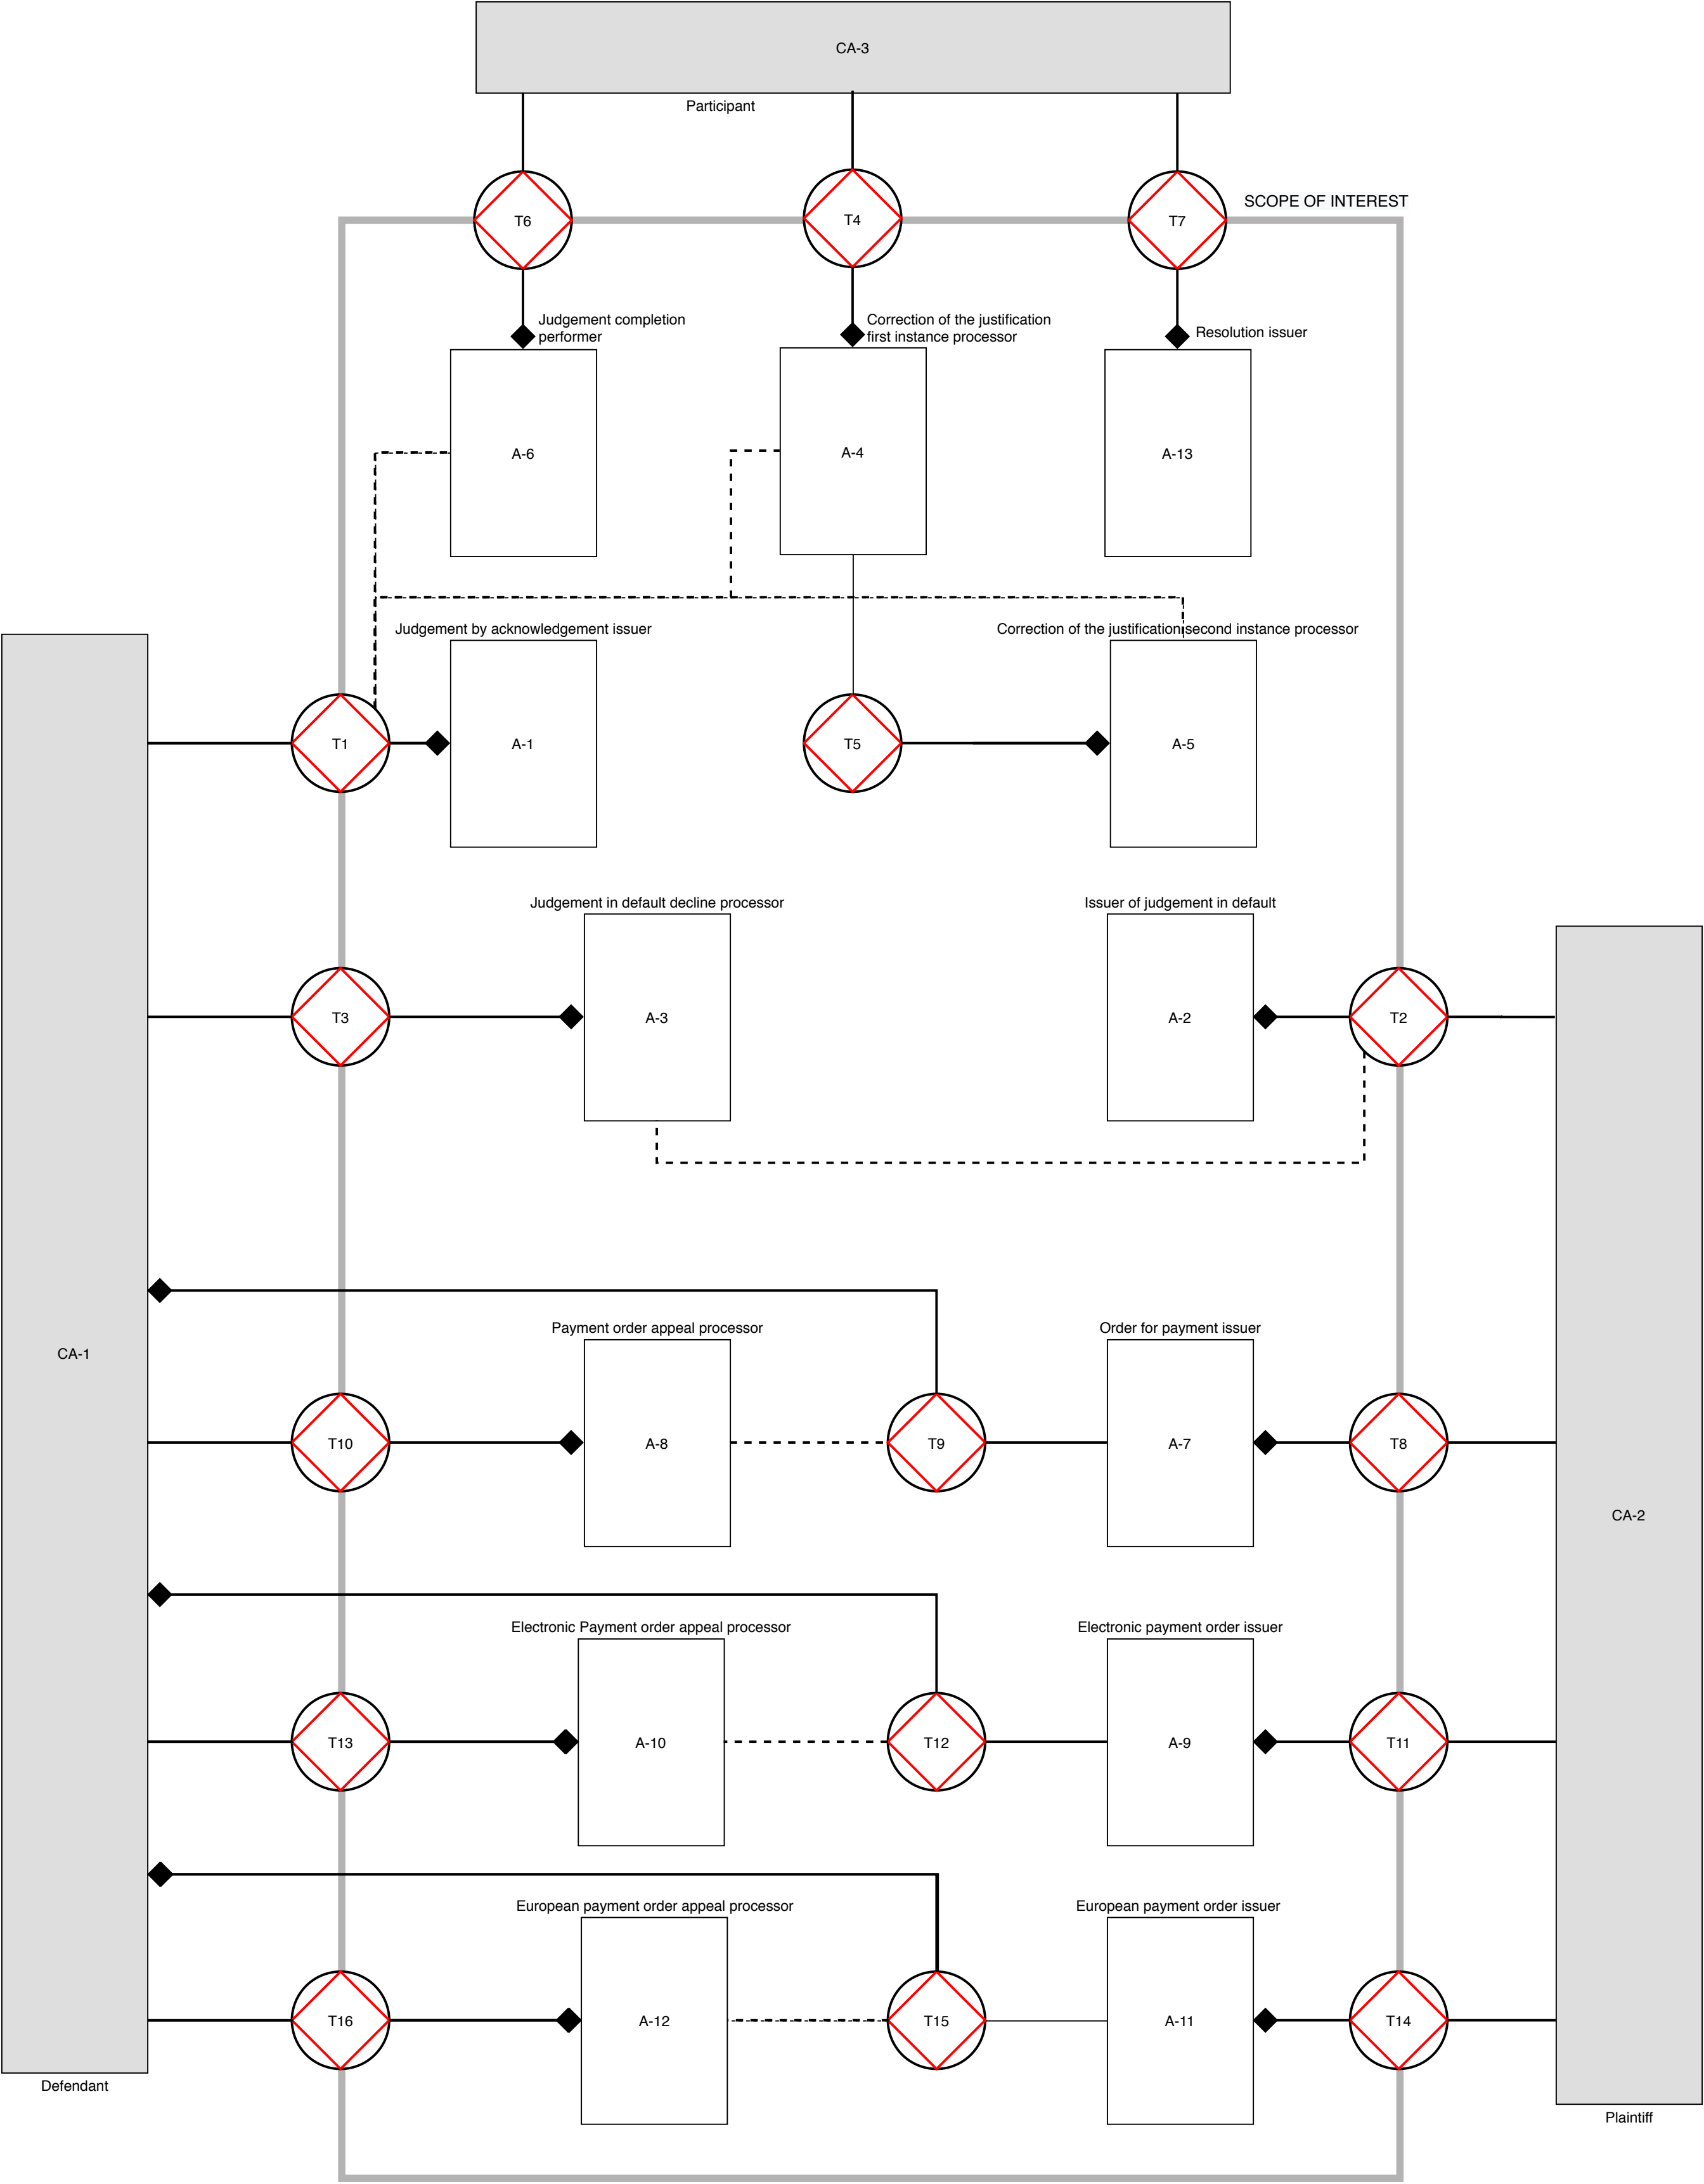 CA-3
Participant
SCOPE OF INTEREST
T6
T4
T7
Judgement completion
performer
Correction of the justification
first instance processor
Resolution issuer
A-6
A-4
A-13
Judgement by acknowledgement issuer
Correction of the justification second instance processor
T1
A-1
T5
A-5
Judgement in default decline processor
Issuer of judgement in default
T3
A-3
A-2
T2
Payment order appeal processor
Order for payment issuer
CA-1
T10
A-8
T9
A-7
T8
CA-2
Electronic Payment order appeal processor
Electronic payment order issuer
T13
A-10
T12
A-9
T11
European payment order appeal processor
European payment order issuer
T16
A-12
T15
A-11
T14
Defendant
Plaintiff